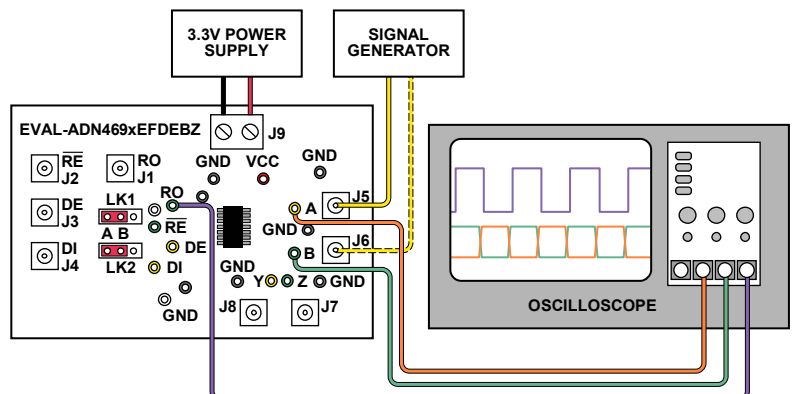 3.3V POWER
SUPPLY
SIGNAL
GENERATOR
EVAL-ADN469xEFDEBZ
J9
RE
J2
RO
J1
GND
VCC
GND
DE
J3
LK1
RO
A
J5
A B
RE
GND
J6
DI
J4
LK2
DE
B
DI
GND
Y
Z
GND
GND
J8
J7
OSCILLOSCOPE